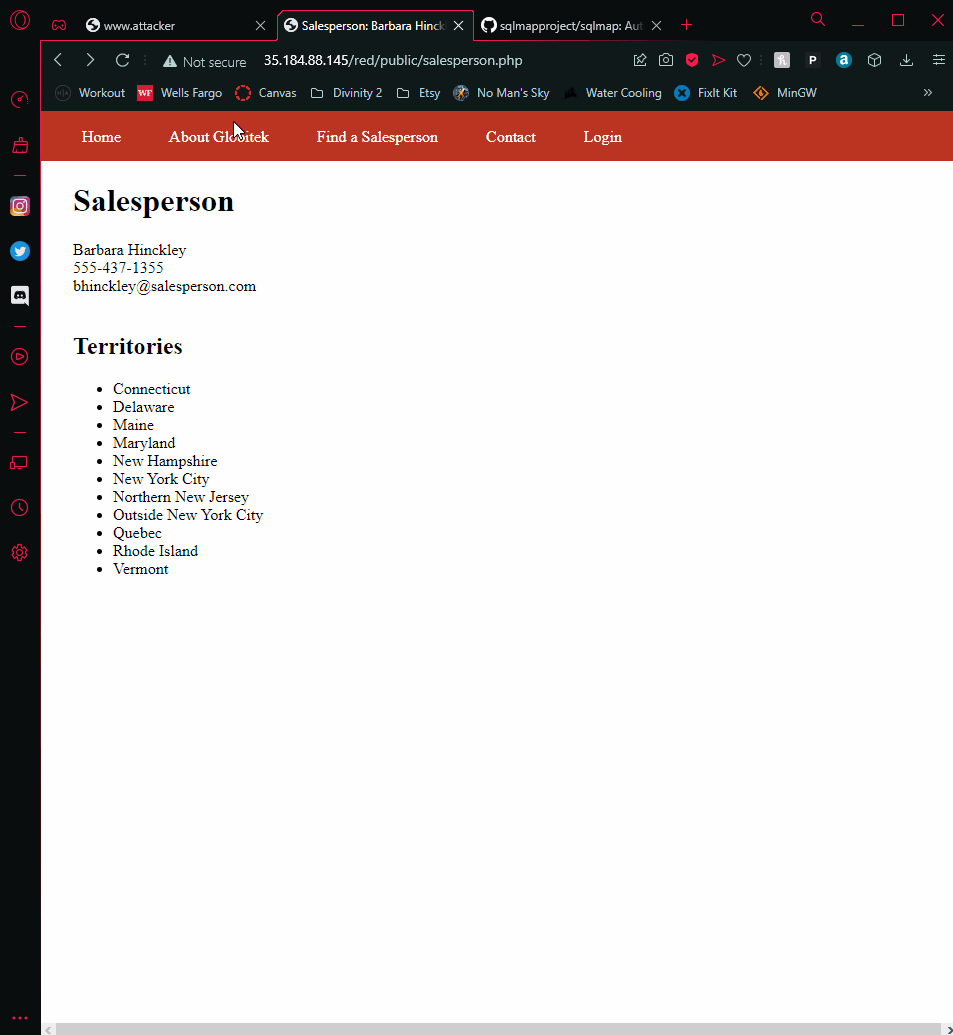 www.attacker
Salesperson: Barbara Hinck
sqlmapproject/sqlmap: Aut
Not secure
35.184.88.145/red/public/salesperson.php
P
a
Workout
WF
Wells Fargo
Canvas
Divinity 2
Etsy
No Man's Sky
Water Cooling
FixIt Kit
MinGW
»
Home
About Globitek
Find a Salesperson
Contact
Login
Salesperson
Barbara Hinckley
555-437-1355
bhinckley@salesperson.com
Territories
Connecticut
Delaware
Maine
Maryland
New Hampshire
New York City
Northern New Jersey
Outside New York City
Quebec
Rhode Island
Vermont